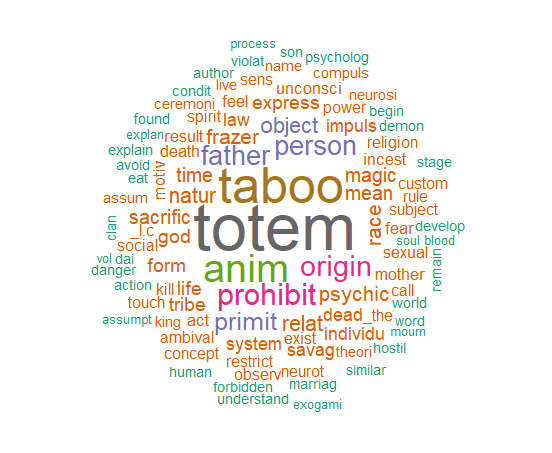 process
violat son psycholog
author sens name compuls
condit live unconsci
ceremoni feel express neurosi
found spirit law object power begin
explan result frazer impuls demon
explain death father person religion
avoid motiv time taboo magic incest stage
eat natur mean custom
assum sacrific totem race subject rule
clan _l.c god fear develop
social anim origin sexual soul blood
vol dai form mother remain
danger life prohibit psychic call
action kill tribe world
touch act primit relat dead_the word
assumpt king individu mourn
ambival system exist savag theori hostil
concept restrict
human observ neurot similar
forbidden marriag
understand exogami